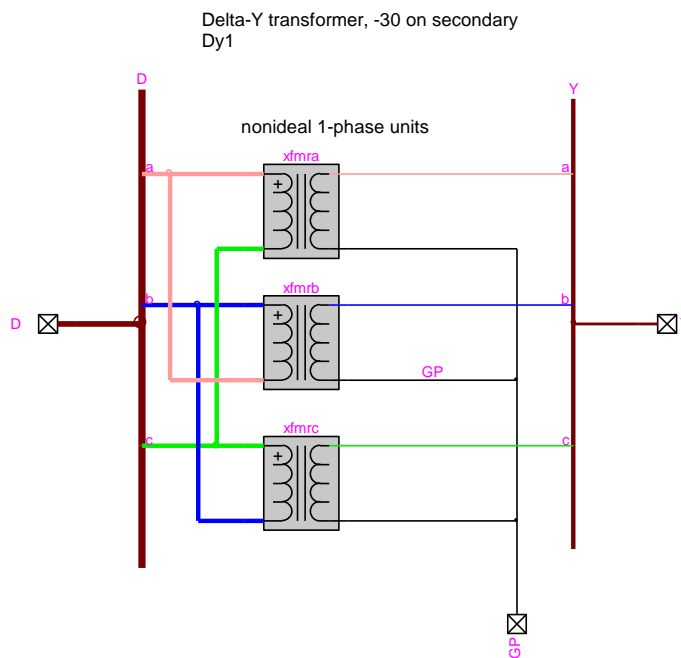 Delta-Y transformer, -30 on secondary
Dy1
D
Y
nonideal 1-phase units
xfmra
a
a
+
xfmrb
b
b
+
D
GP
xfmrc
c
c
+
GP